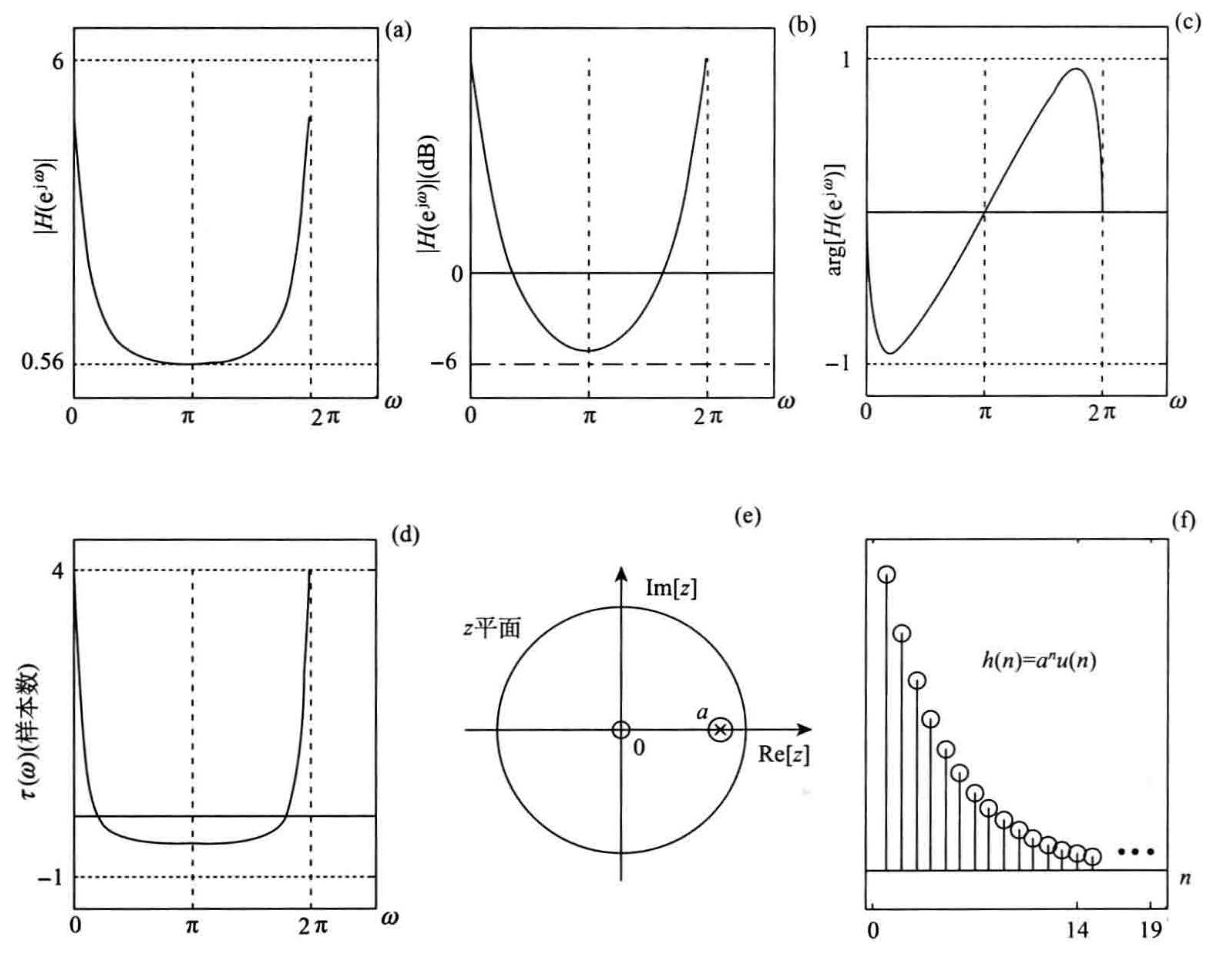 (a)
6
|H(e^{jω})|
0.56
0
π
2π
ω
(b)
|H(e^{jω})|(dB)
0
−6
0
π
2π
ω
(c)
1
arg[H(e^{jω})]
−1
0
π
2π
ω
(d)
4
τ(ω)(样本数)
−1
0
π
2π
ω
(e)
Im[z]
z平面
a
0
Re[z]
(f)
h(n)=a^n u(n)
n
0
14
19